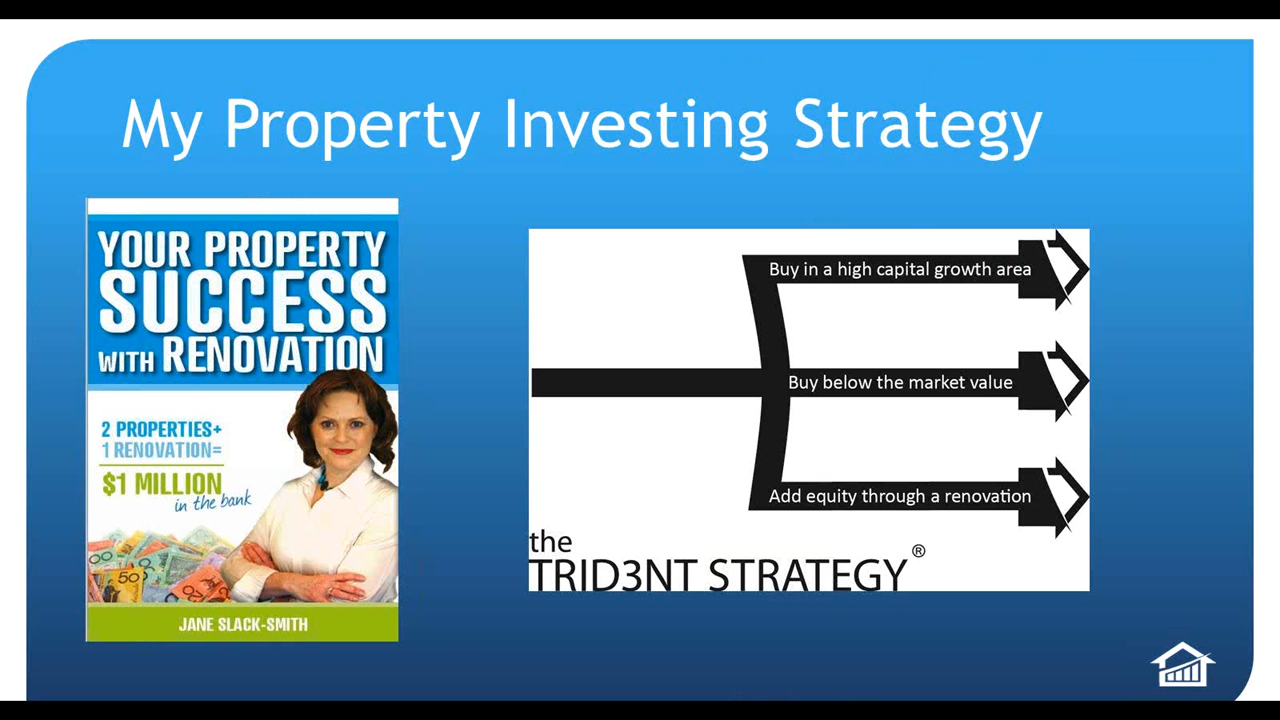 My Property Investing Strategy
YOUR PROPERTY
SUCCESS
WITH RENOVATION
2 PROPERTIES+
1 RENOVATION=
$1 MILLION
in the bank
50
JANE SLACK-SMITH
Buy in a high capital growth area
Buy below the market value
Add equity through a renovation
the
TRID3NT STRATEGY®